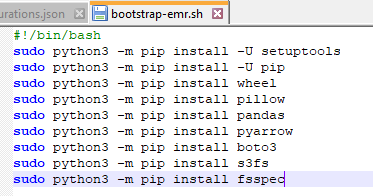 urations.json
bootstrap-emr.sh
#!/bin/bash
sudo python3 -m pip install -U setuptools
sudo python3 -m pip install -U pip
sudo python3 -m pip install wheel
sudo python3 -m pip install pillow
sudo python3 -m pip install pandas
sudo python3 -m pip install pyarrow
sudo python3 -m pip install boto3
sudo python3 -m pip install s3fs
sudo python3 -m pip install fsspec